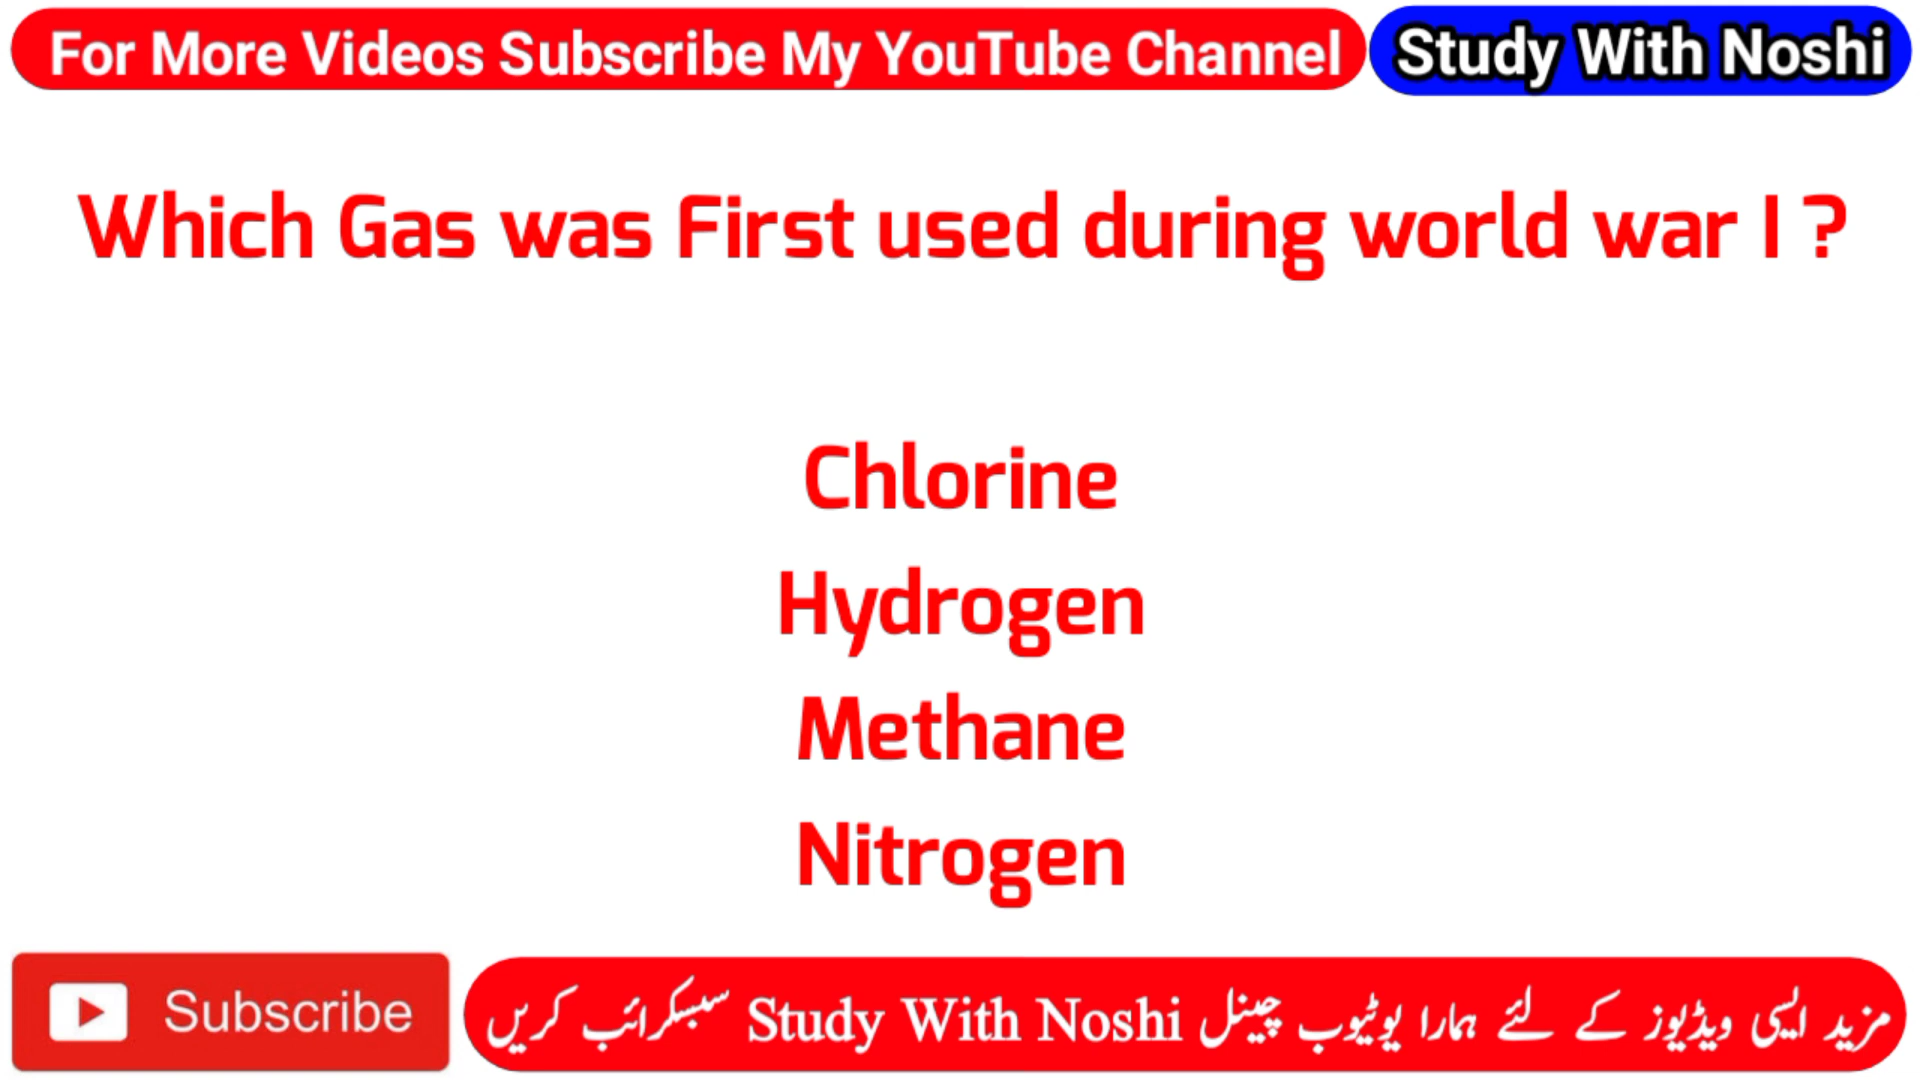 For More Videos Subscribe My YouTube Channel Study With Noshi
Which Gas was First used during world war I ?
Chlorine
Hydrogen
Methane
Nitrogen
Subscribe
مزید ایسی ویڈیوز کے لئے ہمارا یوٹیوب چینل Study With Noshi سبسکرائب کریں